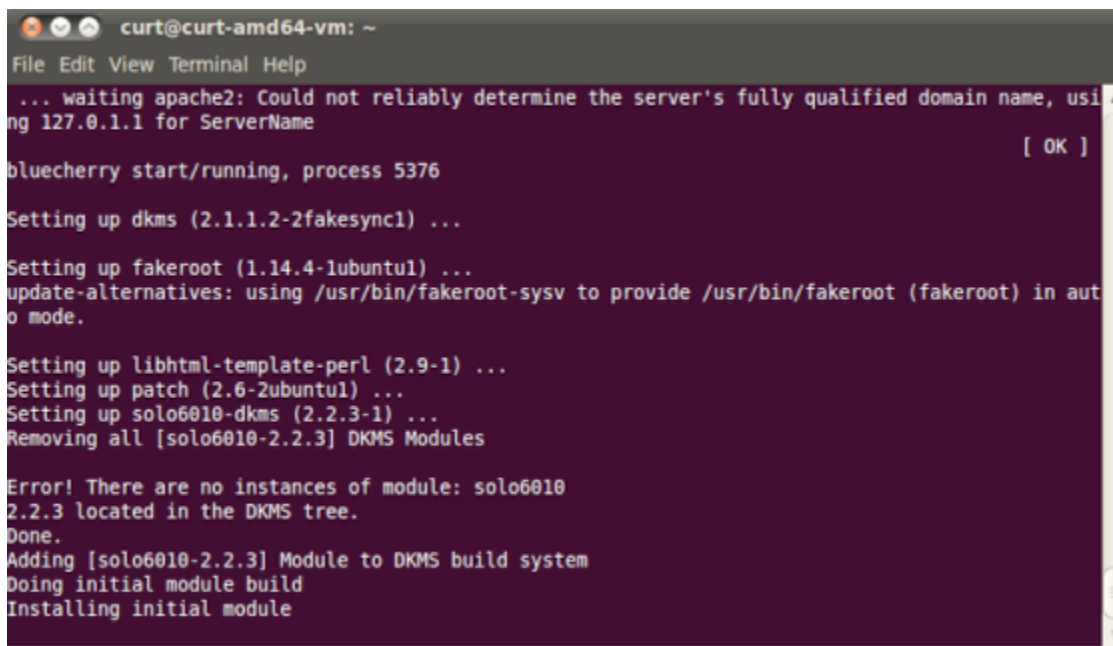 curt@curt-amd64-vm: ~
File Edit View Terminal Help
... waiting apache2: Could not reliably determine the server's fully qualified domain name, usi
ng 127.0.1.1 for ServerName
[ OK ]
bluecherry start/running, process 5376
Setting up dkms (2.1.1.2-2fakesync1) ...
Setting up fakeroot (1.14.4-1ubuntu1) ...
update-alternatives: using /usr/bin/fakeroot-sysv to provide /usr/bin/fakeroot (fakeroot) in aut
o mode.
Setting up libhtml-template-perl (2.9-1) ...
Setting up patch (2.6-2ubuntu1) ...
Setting up solo6010-dkms (2.2.3-1) ...
Removing all [solo6010-2.2.3] DKMS Modules
Error! There are no instances of module: solo6010
2.2.3 located in the DKMS tree.
Done.
Adding [solo6010-2.2.3] Module to DKMS build system
Doing initial module build
Installing initial module